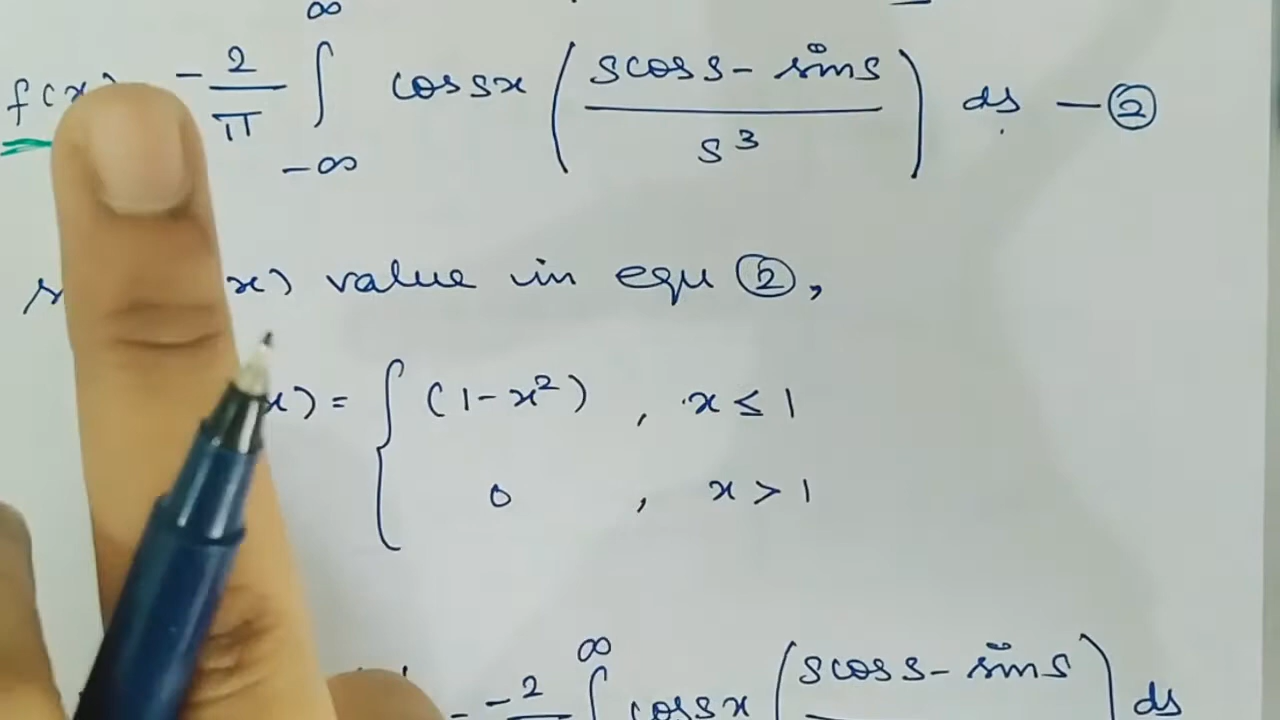 f(x) -2/π ∫_{-∞}^{∞} cos sx ( (s cos s - sin s) / s³ ) ds — ②
x) value in equ ②,
x) = { (1-x²) , x ≤ 1
0 , x > 1
-2 ∫^{∞} cos sx ( s cos s - sin s ) ds